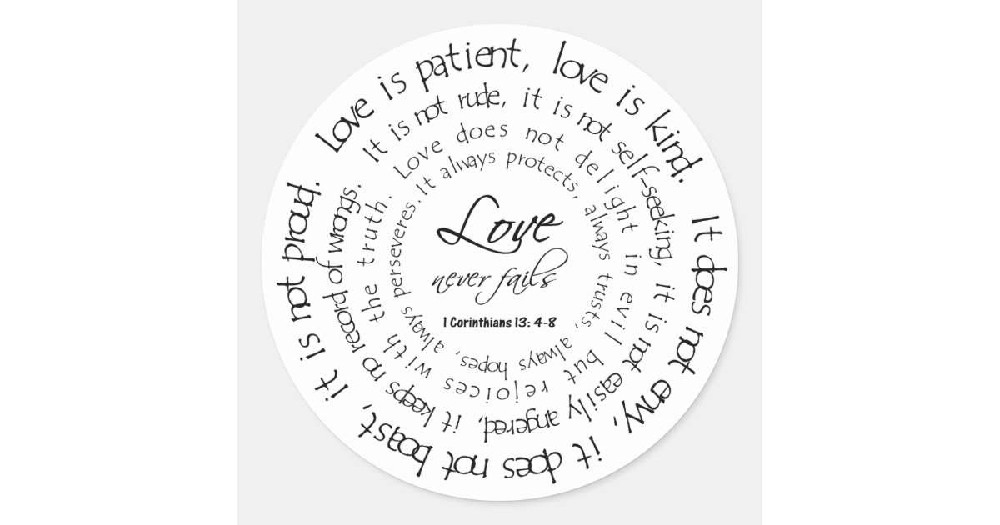 Love is patient, love is kind. It does not envy, it does not boast, it is not proud.
It is not rude, it is not self-seeking, it is not easily angered, it keeps no record of wrongs.
Love does not delight in evil but rejoices with the truth.
It always protects, always trusts, always hopes, always perseveres.
Love
never fails
1 Corinthians 13: 4-8